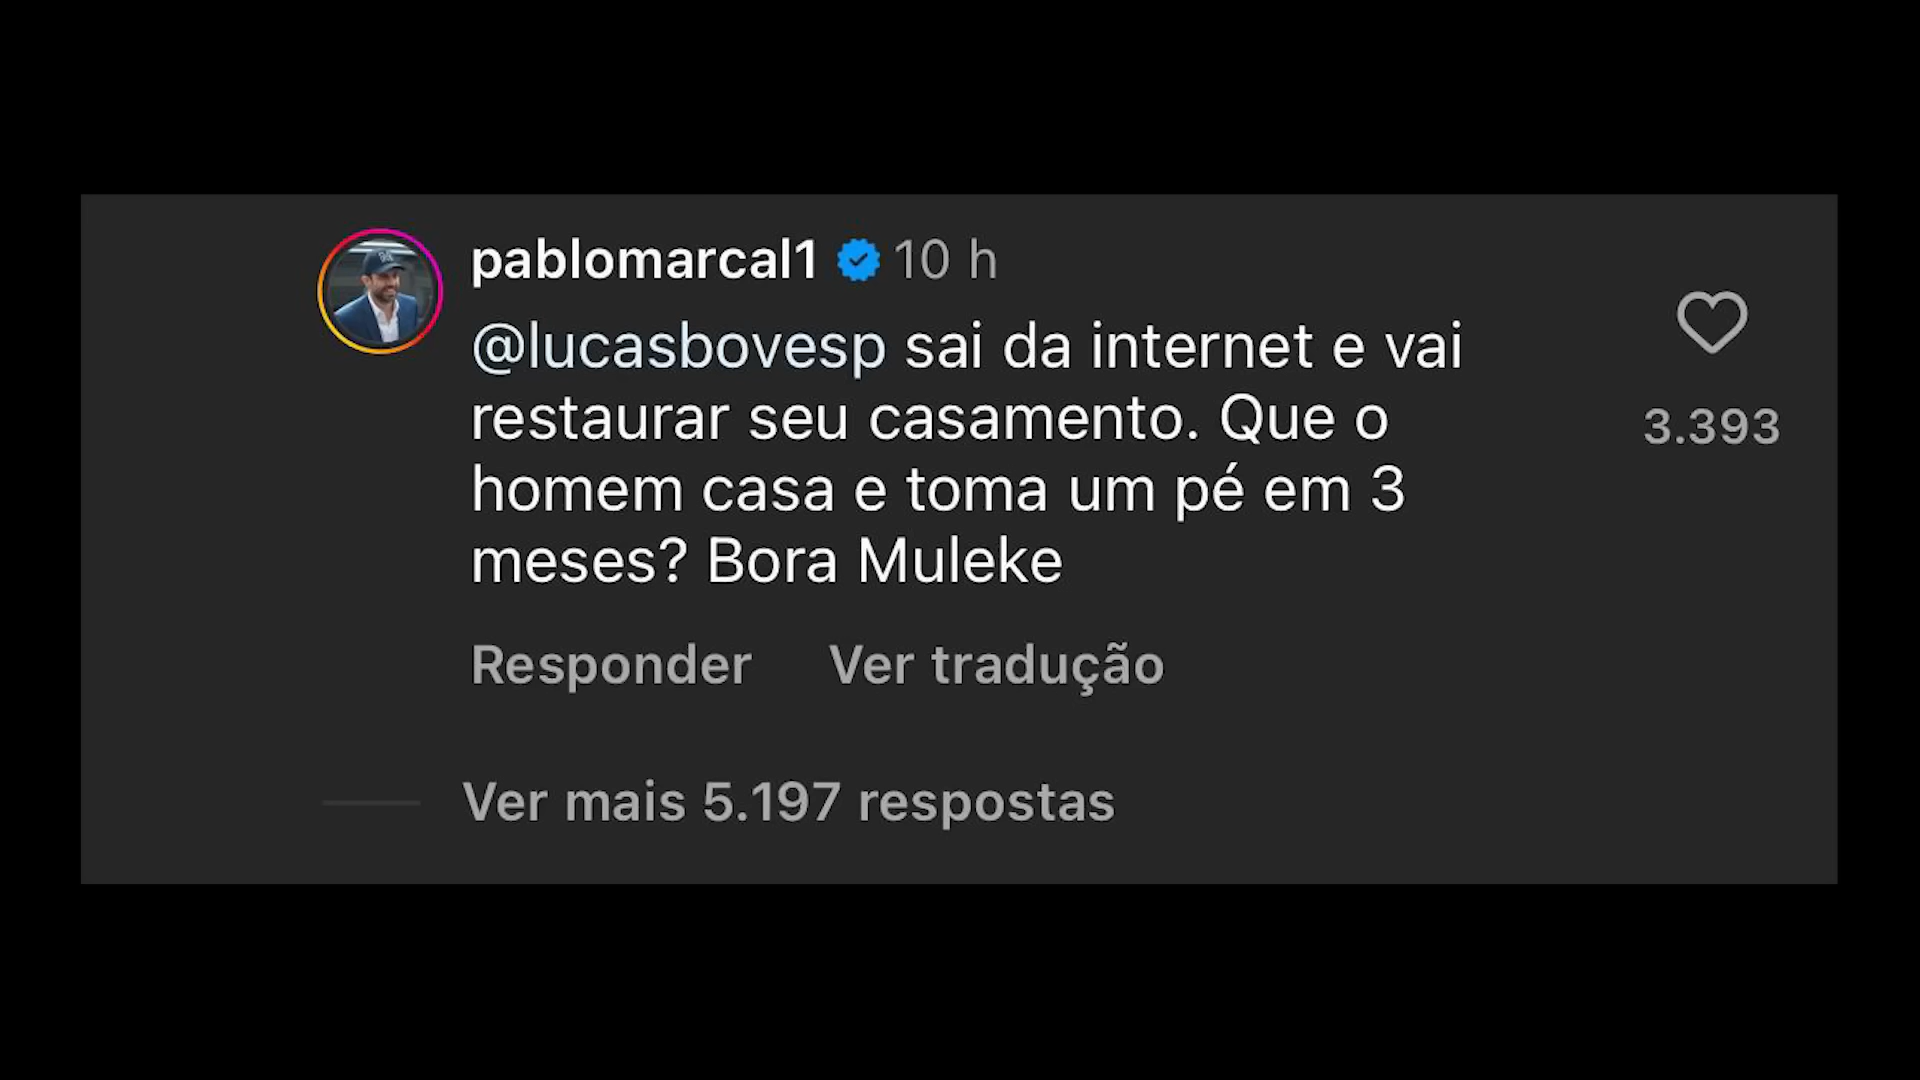 pablomarcal1 10 h
@lucasbovesp sai da internet e vai
restaurar seu casamento. Que o
homem casa e toma um pé em 3
meses? Bora Muleke
3.393
Responder Ver tradução
Ver mais 5.197 respostas